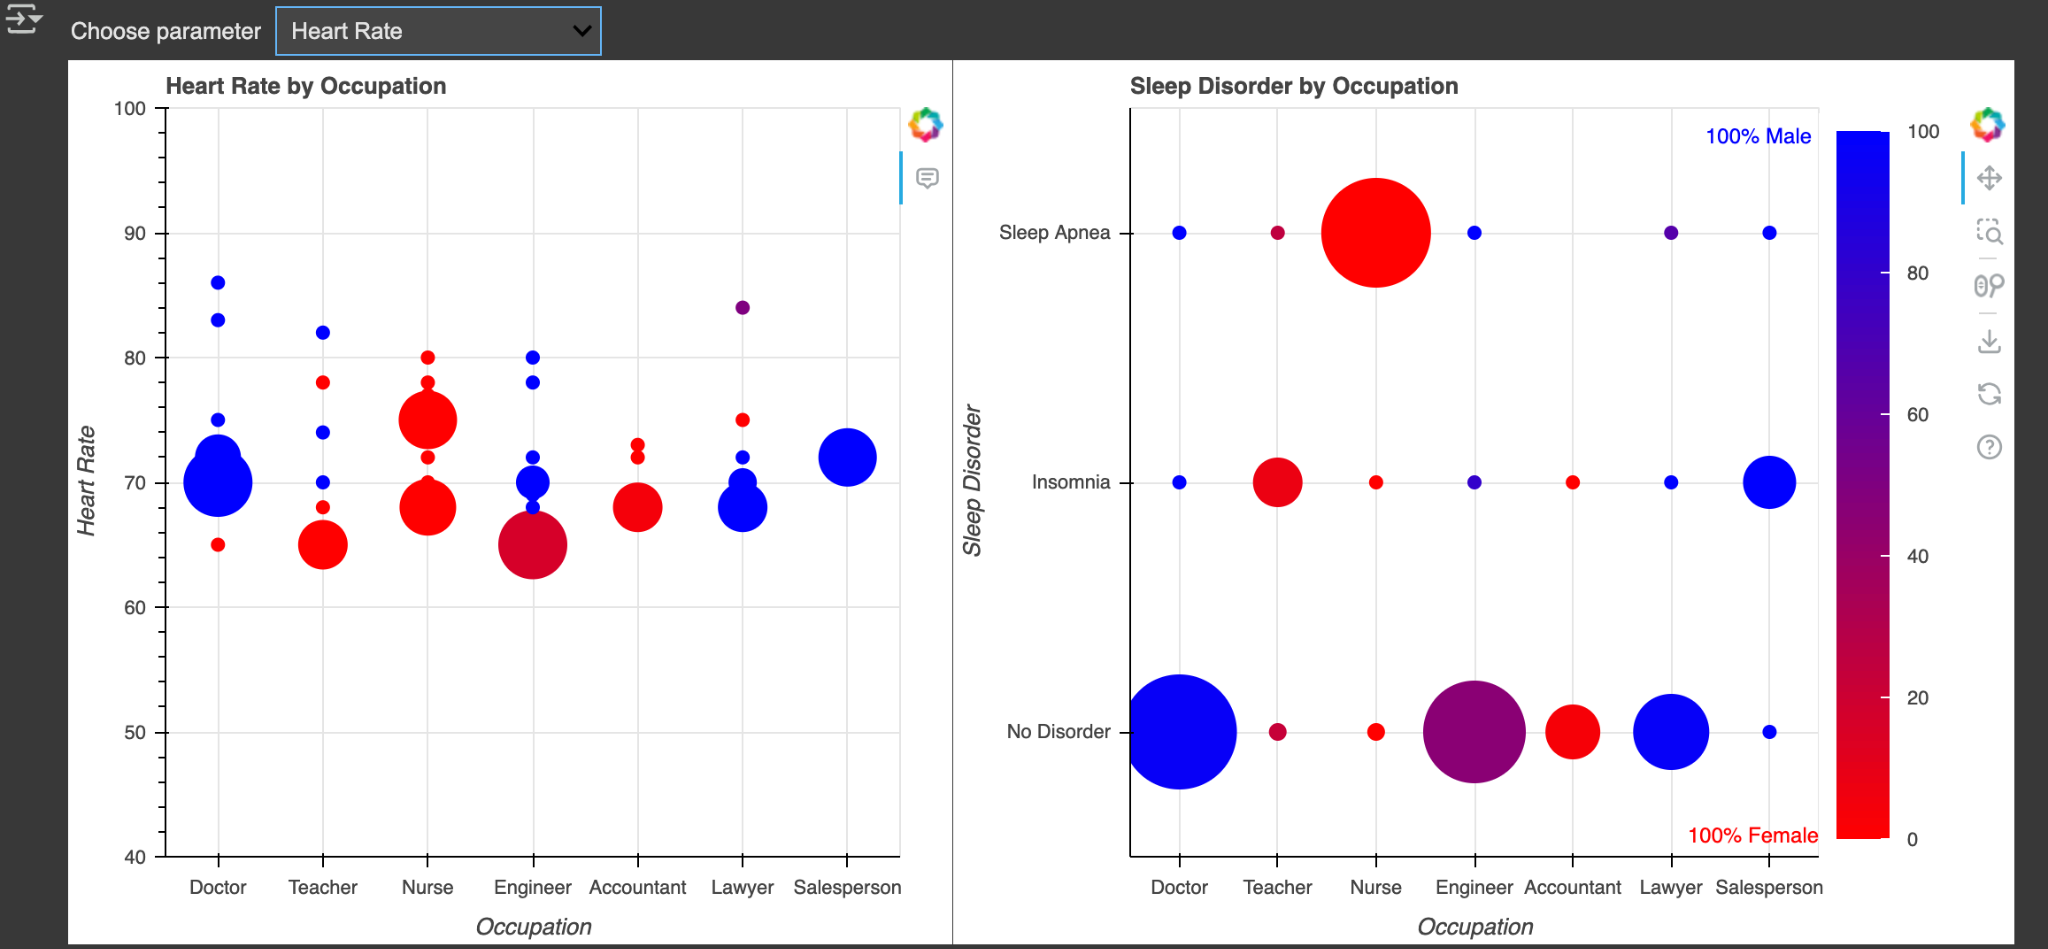 Choose parameter
Heart Rate
Heart Rate by Occupation
100
90
80
70
60
50
40
Heart Rate
Doctor
Teacher
Nurse
Engineer
Accountant
Lawyer
Salesperson
Occupation
Sleep Disorder by Occupation
100% Male
Sleep Apnea
Insomnia
No Disorder
Sleep Disorder
100% Female
Doctor
Teacher
Nurse
Engineer
Accountant
Lawyer
Salesperson
Occupation
100
80
60
40
20
0